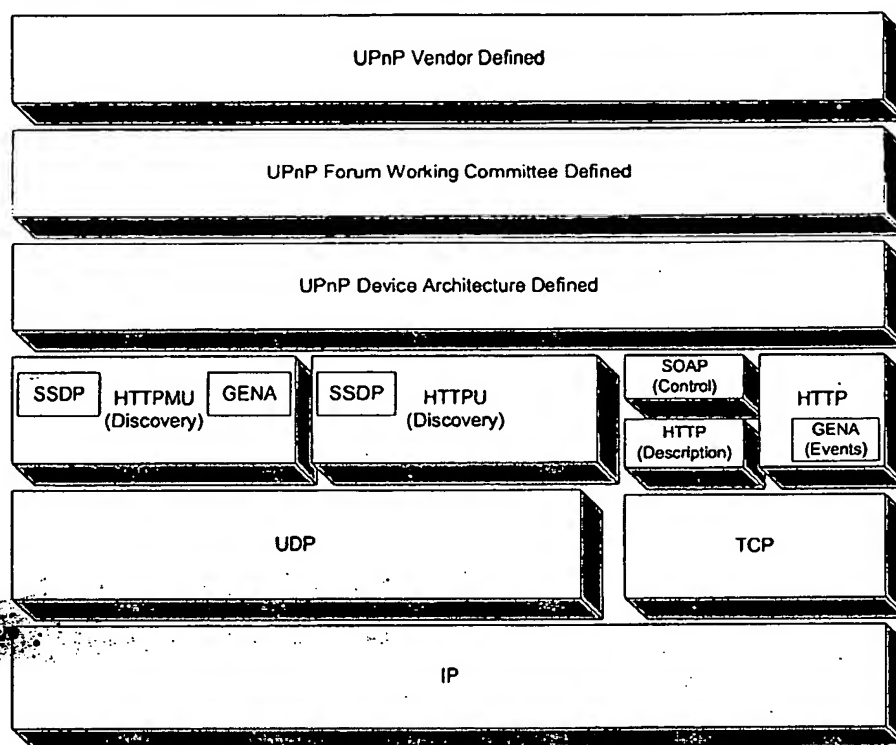 UPnP Vendor Defined
UPnP Forum Working Committee Defined
UPnP Device Architecture Defined
SSDP
HTTPMU
(Discovery)
GENA
SSDP
HTTPU
(Discovery)
SOAP
(Control)
HTTP
(Description)
HTTP
GENA
(Events)
UDP
TCP
IP